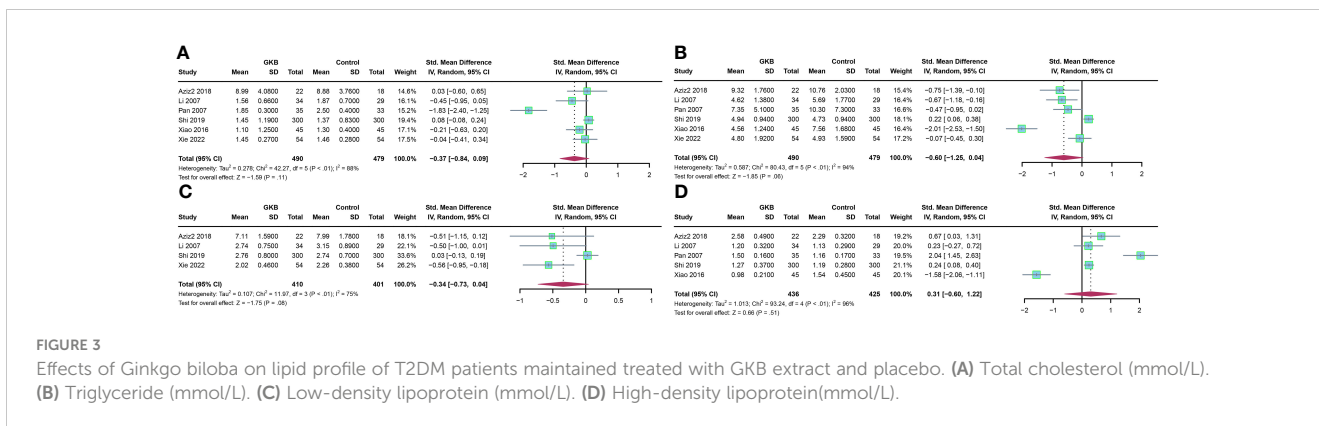 A
GKB Control Std. Mean Difference Std. Mean Difference
Study Mean SD Total Mean SD Total Weight IV, Random, 95% CI IV, Random, 95% CI
Aziz2 2018 8.99 4.0800 22 8.88 3.7600 18 14.6% 0.03 [−0.60, 0.65]
Li 2007 1.56 0.6600 34 1.87 0.7000 29 16.1% −0.45 [−0.95, 0.05]
Pan 2007 1.85 0.3000 35 2.50 0.4000 33 15.2% −1.83 [−2.40, −1.25]
Shi 2019 1.45 1.1900 300 1.37 0.8300 300 19.3% 0.08 [−0.08, 0.24]
Xiao 2016 1.10 1.2500 45 1.30 0.4000 45 17.1% −0.21 [−0.63, 0.20]
Xie 2022 1.45 0.2700 54 1.46 0.2800 54 17.6% −0.04 [−0.41, 0.34]
Total (95% CI) 490 479 100.0% −0.37 [−0.84, 0.09]
Heterogeneity: Tau² = 0.278; Chi² = 42.27, df = 5 (P < .01); I² = 88%
Test for overall effect: Z = −1.59 (P = .11)
−2 −1 0 1 2
B
GKB Control Std. Mean Difference Std. Mean Difference
Study Mean SD Total Mean SD Total Weight IV, Random, 95% CI IV, Random, 95% CI
Aziz2 2018 9.32 1.7600 22 10.76 2.0300 18 15.4% −0.75 [−1.39, −0.10]
Li 2007 4.62 1.3800 34 5.69 1.7700 29 16.4% −0.67 [−1.18, −0.16]
Pan 2007 7.35 5.1000 35 10.30 7.3000 33 16.6% −0.47 [−0.95, 0.02]
Shi 2019 4.94 0.9400 300 4.73 0.9400 300 18.0% 0.22 [0.06, 0.38]
Xiao 2016 4.56 1.2400 45 7.56 1.6800 45 16.4% −2.01 [−2.53, −1.50]
Xie 2022 4.80 1.9200 54 4.93 1.5900 54 17.2% −0.07 [−0.45, 0.30]
Total (95% CI) 490 479 100.0% −0.60 [−1.25, 0.04]
Heterogeneity: Tau² = 0.587; Chi² = 80.43, df = 5 (P < .01); I² = 94%
Test for overall effect: Z = −1.85 (P = .06)
−2 −1 0 1 2
C
GKB Control Std. Mean Difference Std. Mean Difference
Study Mean SD Total Mean SD Total Weight IV, Random, 95% CI IV, Random, 95% CI
Aziz2 2018 7.11 1.5900 22 7.99 1.7800 18 18.1% −0.51 [−1.15, 0.12]
Li 2007 2.74 0.7500 34 3.15 0.8900 29 22.1% −0.50 [−1.00, 0.01]
Shi 2019 2.76 0.8000 300 2.74 0.7000 300 33.6% 0.03 [−0.13, 0.19]
Xie 2022 2.02 0.4600 54 2.26 0.3800 54 26.2% −0.56 [−0.95, −0.18]
Total (95% CI) 410 401 100.0% −0.34 [−0.73, 0.04]
Heterogeneity: Tau² = 0.107; Chi² = 11.97, df = 3 (P < .01); I² = 75%
Test for overall effect: Z = −1.75 (P = .08)
−1 −0.5 0 0.5 1
D
GKB Control Std. Mean Difference Std. Mean Difference
Study Mean SD Total Mean SD Total Weight IV, Random, 95% CI IV, Random, 95% CI
Aziz2 2018 2.58 0.4900 22 2.29 0.3200 18 19.2% 0.67 [0.03, 1.31]
Li 2007 1.20 0.3200 34 1.13 0.2900 29 20.0% 0.23 [−0.27, 0.72]
Pan 2007 1.50 0.1600 35 1.16 0.1700 33 19.5% 2.04 [1.45, 2.63]
Shi 2019 1.27 0.3700 300 1.19 0.2800 300 21.1% 0.24 [0.08, 0.40]
Xiao 2016 0.98 0.2100 45 1.54 0.4500 45 20.1% −1.58 [−2.06, −1.11]
Total (95% CI) 436 425 100.0% 0.31 [−0.60, 1.22]
Heterogeneity: Tau² = 1.013; Chi² = 93.24, df = 4 (P < .01); I² = 96%
Test for overall effect: Z = 0.66 (P = .51)
−2 −1 0 1 2
FIGURE 3
Effects of Ginkgo biloba on lipid profile of T2DM patients maintained treated with GKB extract and placebo. (A) Total cholesterol (mmol/L).
(B) Triglyceride (mmol/L). (C) Low-density lipoprotein (mmol/L). (D) High-density lipoprotein(mmol/L).